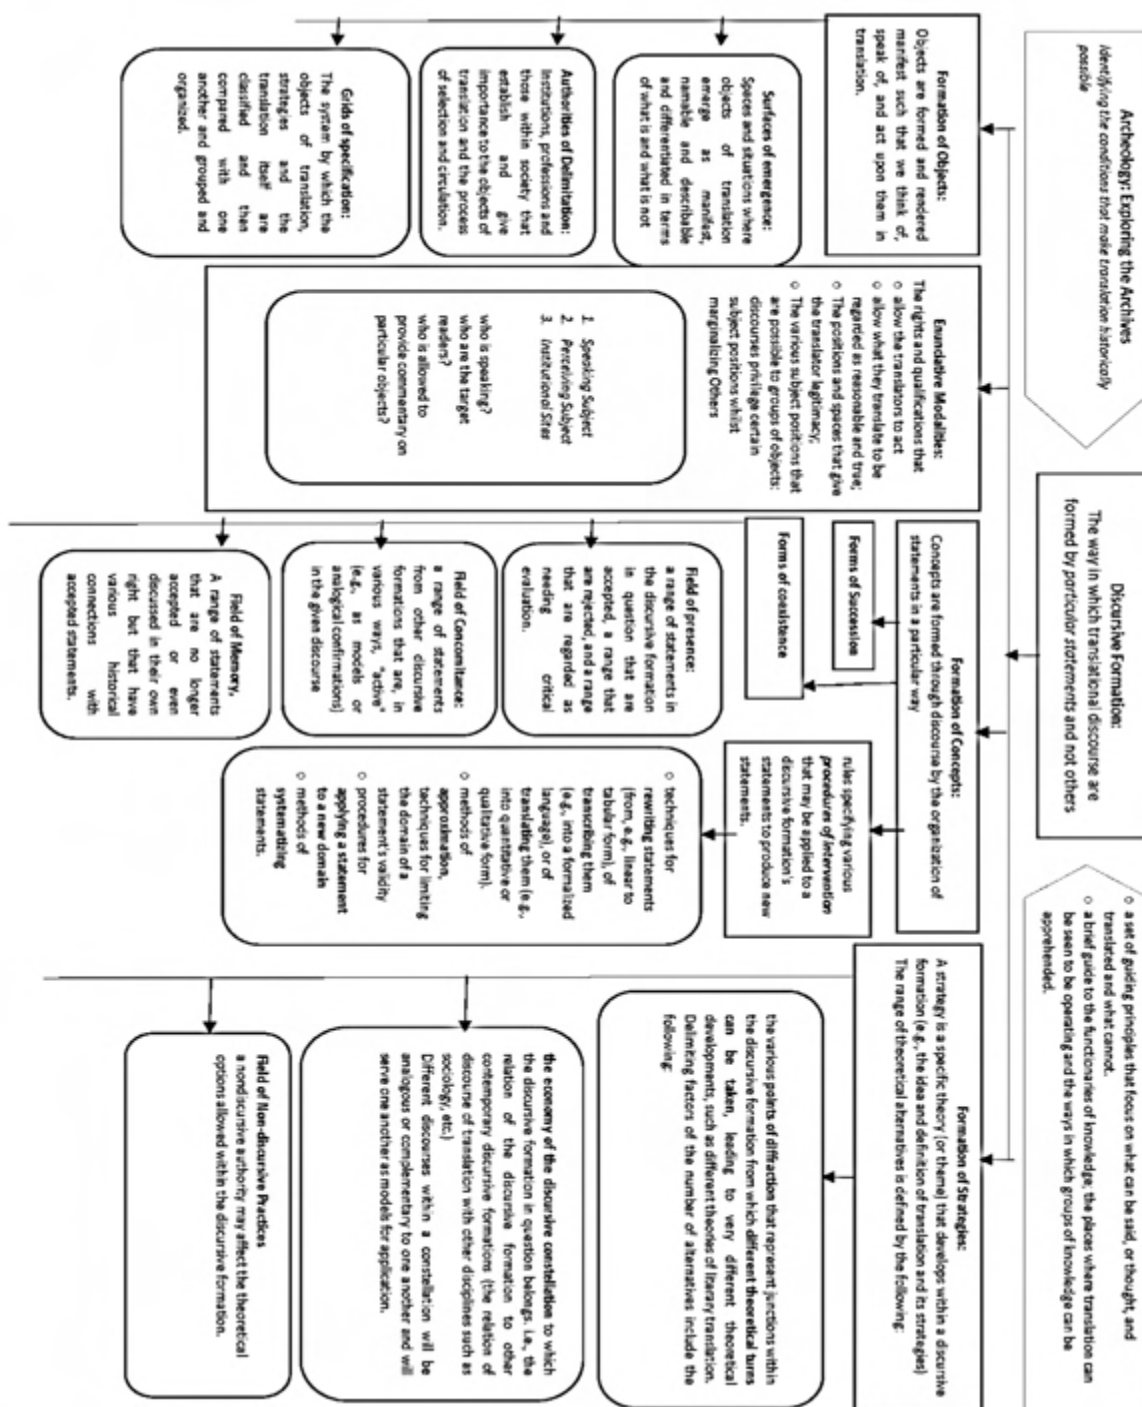 Archeology: Exploring the Archives
Identifying the conditions that make translation historically
possible
Discursive Formation:
The way in which translational discourse are
formed by particular statements and not others
○ a set of guiding principles that focus on what can be said, or thought, and
translated and what cannot.
○ a brief guide to the functionaries of knowledge; the places where translation can
be seen to be operating and the ways in which groups of knowledge can be
apprehended.
Formation of Objects:
Objects are formed and rendered
manifest such that we think of,
speak of, and act upon them in
translation.
Surfaces of emergence:
Spaces and situations where
objects of translation
emerge as manifest,
namable and describable
and differentiated in terms
of what is and what is not
Authorities of Delimitation:
Institutions, professions and
those within society that
establish and give
importance to the objects of
translation and the process
of selection and circulation.
Grids of specification:
The system by which the
objects of translation,
strategies and the
translation itself are
classified and then
compared with one
another and grouped and
organized.
Enundative Modalities:
The rights and qualifications that
○ allow the translators to act
○ allow what they translate to be
regarded as reasonable and true;
○ The positions and spaces that give
the translator legitimacy;
○ The various subject positions that
are possible to groups of objects:
discourses privilege certain
subject positions whilst
marginalizing Others
1. Speaking Subject
2. Perceiving Subject
3. Institutional Sites
who is speaking?
who are the target
readers?
who is allowed to
provide commentary on
particular objects?
Formation of Concepts:
Concepts are formed through discourse by the organization of
statements in a particular way
Forms of Succession
Forms of coexistence
Field of presence:
a range of statements in
the discursive formation
in question that are
accepted, a range that
are rejected, and a range
that are regarded as
needing critical
evaluation.
Field of Concomitance:
a range of statements
from other discursive
formations that are, in
various ways, "active"
(e.g., as models or
analogical confirmations)
in the given discourse
Field of Memory,
A range of statements
that are no longer
accepted or even
discussed in their own
right but that have
various historical
connections with
accepted statements.
rules specifying various
procedures of intervention
that may be applied to a
discursive formation's
statements to produce new
statements.
○ techniques for
rewriting statements
(from, e.g., linear to
tabular form), of
transcribing them
(e.g., into a formalized
language), or of
translating them (e.g.,
into quantitative or
qualitative form).
○ methods of
approximation,
techniques for limiting
the domain of a
statement's validity
○ procedures for
applying a statement
to a new domain
○ methods of
systematizing
statements.
Formation of Strategies:
A strategy is a specific theory (or theme) that develops within a discursive
formation (e.g., the idea and definition of translation and its strategies)
The range of theoretical alternatives is defined by the following:
the various points of diffraction that represent junctions within
the discursive formation from which different theoretical turns
can be taken, leading to very different theoretical
developments, such as different theories of literary translation.
Delimiting factors of the number of alternatives include the
following:
the economy of the discursive constellation to which
the discursive formation in question belongs. i.e., the
relation of the discursive formation to other
contemporary discursive formations (the relation of
discourse of translation with other disciplines such as
sociology, etc.)
Different discourses within a constellation will be
analogous or complementary to one another and will
serve one another as models for application.
Field of Non-discursive Practices
a nondiscursive authority may affect the theoretical
options allowed within the discursive formation.